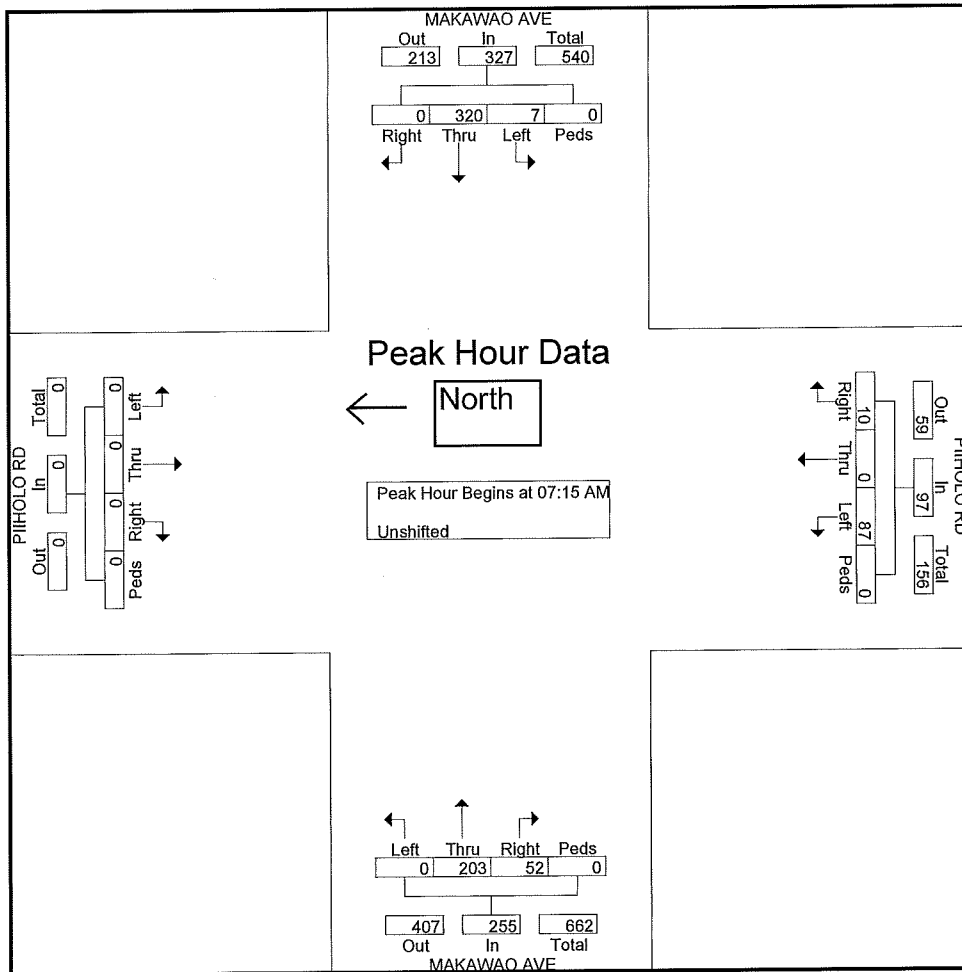 MAKAWAO AVE
Out In Total
213 327 540
0 320 7 0
Right Thru Left Peds
Peak Hour Data
North
Peak Hour Begins at 07:15 AM
Unshifted
PIIHOLO RD
Out In Total
0 0 0
Left Thru Right Peds
0 0 0 0
PIIHOLO RD
Out In Total
59 97 156
Right Thru Left Peds
10 0 87 0
Left Thru Right Peds
0 203 52 0
407 255 662
Out In Total
MAKAWAO AVE